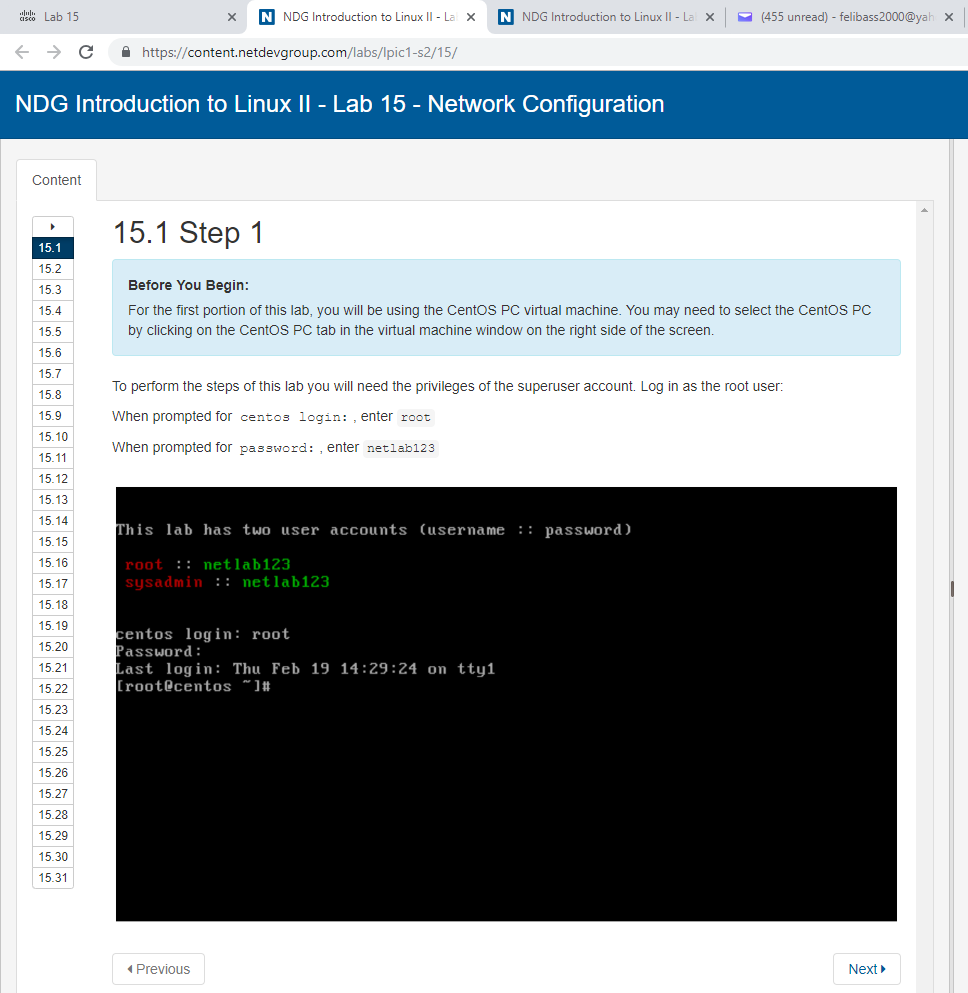 cisco Lab 15
NDG Introduction to Linux II - La
NDG Introduction to Linux II - La
(455 unread) - felibass2000@yah
https://content.netdevgroup.com/labs/lpic1-s2/15/
NDG Introduction to Linux II - Lab 15 - Network Configuration
Content
15.1
15.2
15.3
15.4
15.5
15.6
15.7
15.8
15.9
15.10
15.11
15.12
15.13
15.14
15.15
15.16
15.17
15.18
15.19
15.20
15.21
15.22
15.23
15.24
15.25
15.26
15.27
15.28
15.29
15.30
15.31
15.1 Step 1
Before You Begin:
For the first portion of this lab, you will be using the CentOS PC virtual machine. You may need to select the CentOS PC
by clicking on the CentOS PC tab in the virtual machine window on the right side of the screen.
To perform the steps of this lab you will need the privileges of the superuser account. Log in as the root user:
When prompted for centos login: , enter root
When prompted for password: , enter netlab123
This lab has two user accounts (username :: password)
root :: netlab123
sysadmin :: netlab123
centos login: root
Password:
Last login: Thu Feb 19 14:29:24 on tty1
[root@centos ~]#
Previous
Next